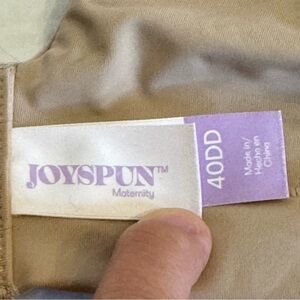 JOYSPUN™
Maternity
40DD
Made in/
Hecho en
China